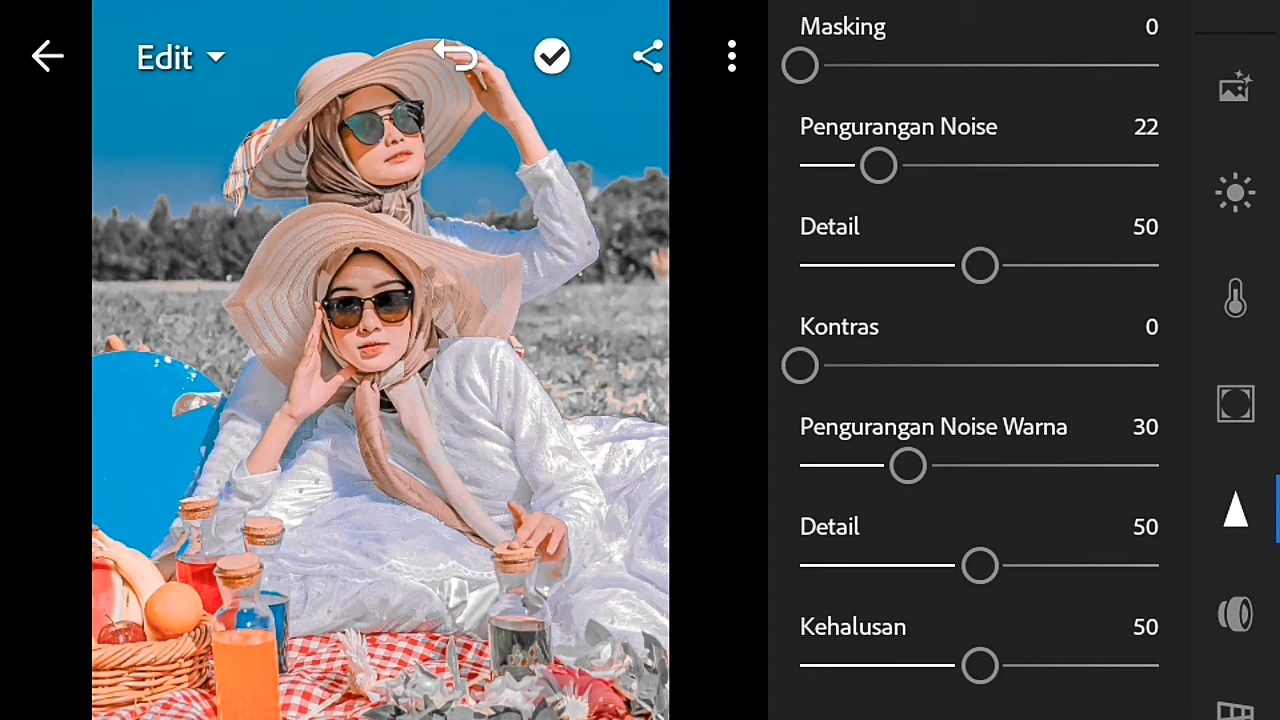 Edit
Masking 0
Pengurangan Noise 22
Detail 50
Kontras 0
Pengurangan Noise Warna 30
Detail 50
Kehalusan 50